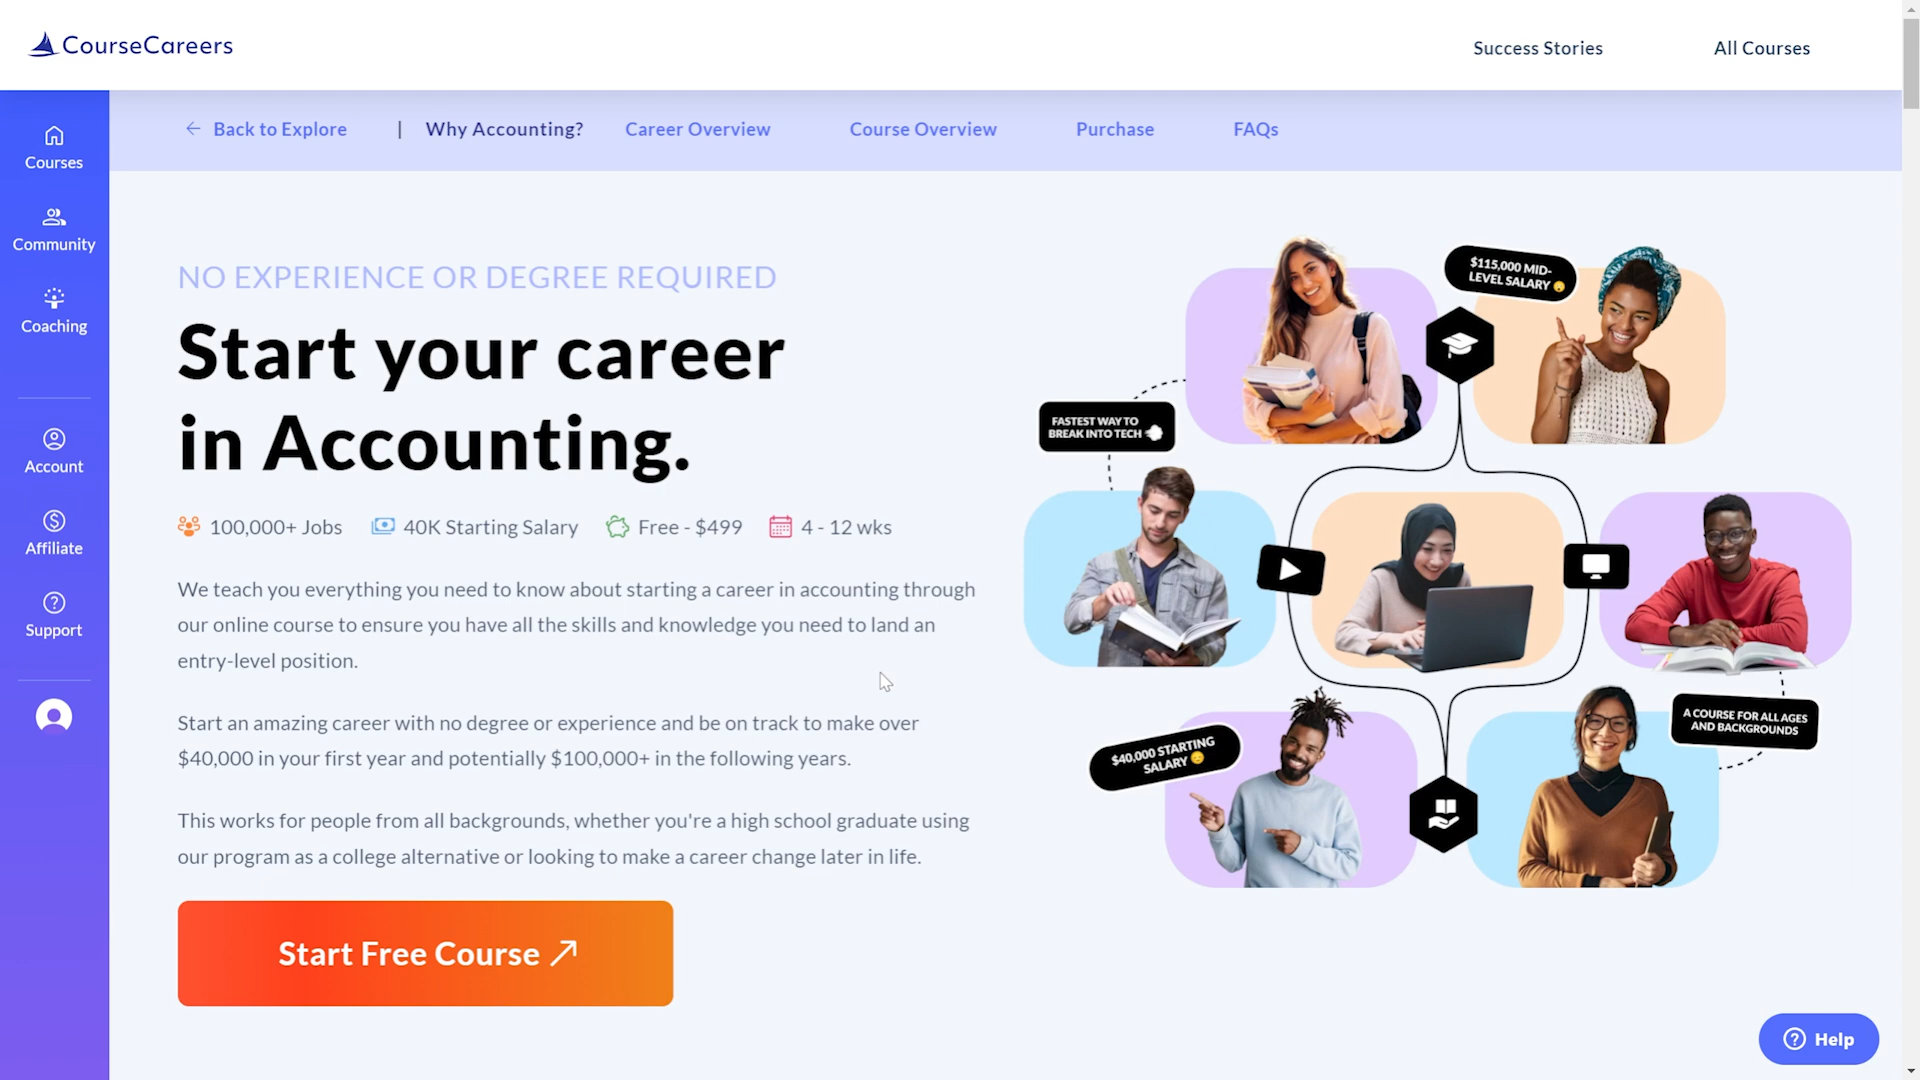 CourseCareers
Success Stories
All Courses
Courses
Community
Coaching
Account
Affiliate
Support
Back to Explore
| Why Accounting?
Career Overview
Course Overview
Purchase
FAQs
NO EXPERIENCE OR DEGREE REQUIRED
Start your career
in Accounting.
100,000+ Jobs
40K Starting Salary
Free - $499
4 - 12 wks
We teach you everything you need to know about starting a career in accounting through
our online course to ensure you have all the skills and knowledge you need to land an
entry-level position.
Start an amazing career with no degree or experience and be on track to make over
$40,000 in your first year and potentially $100,000+ in the following years.
This works for people from all backgrounds, whether you're a high school graduate using
our program as a college alternative or looking to make a career change later in life.
Start Free Course
$115,000 MID-
LEVEL SALARY
FASTEST WAY TO
BREAK INTO TECH
A COURSE FOR ALL AGES
AND BACKGROUNDS
$40,000 STARTING
SALARY
Help